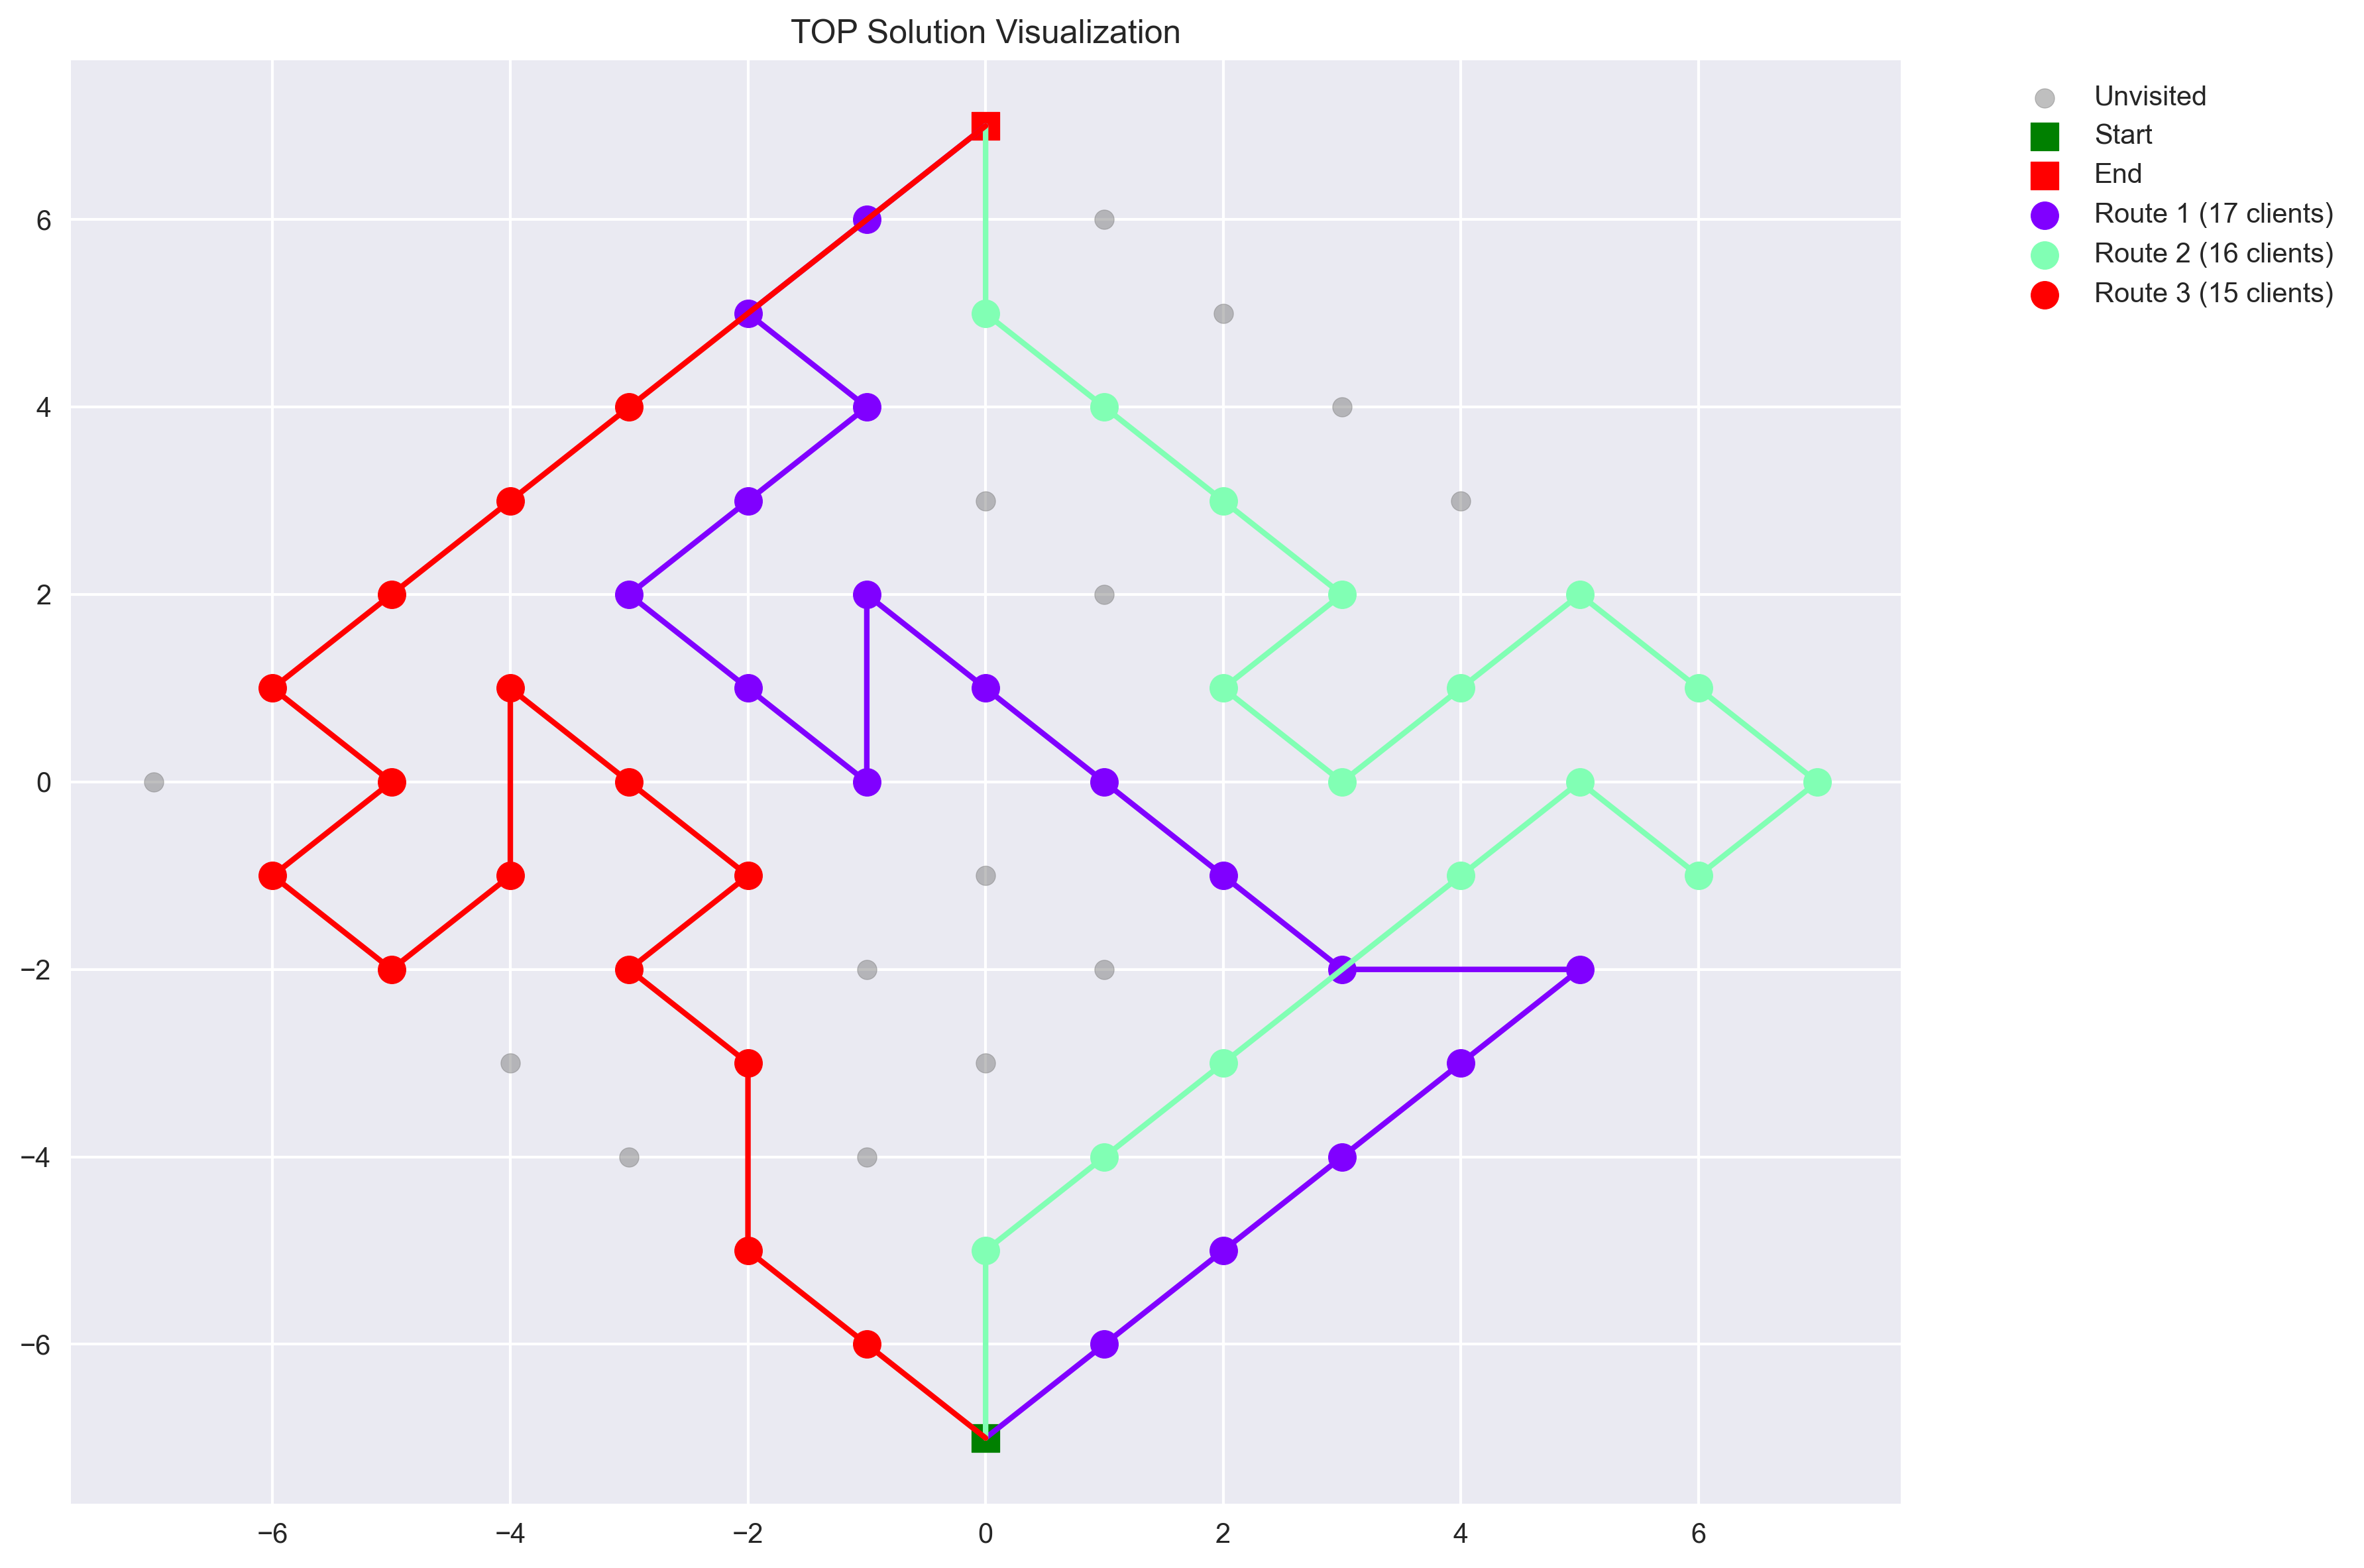 TOP Solution Visualization
Unvisited
Start
End
Route 1 (17 clients)
Route 2 (16 clients)
Route 3 (15 clients)
6
4
2
0
−2
−4
−6
−6 −4 −2 0 2 4 6